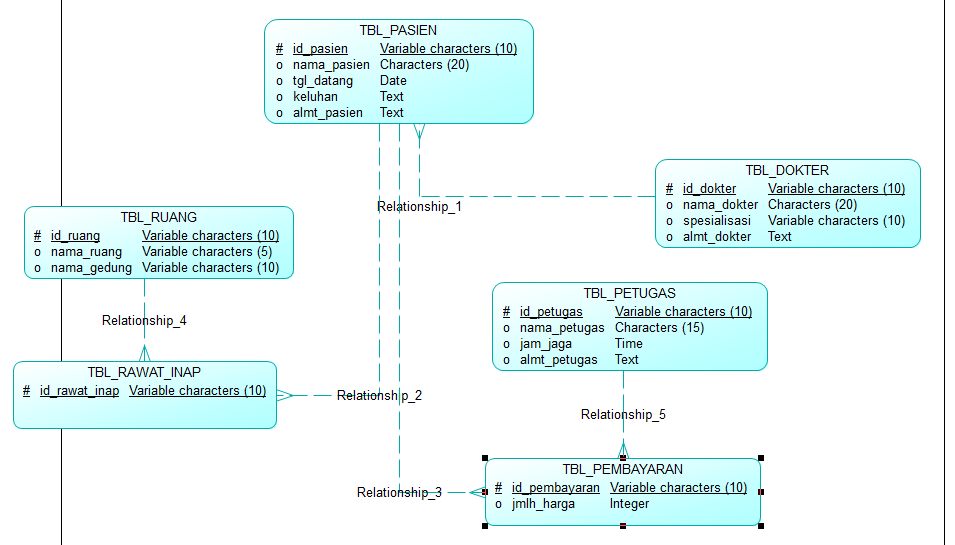 TBL_PASIEN
# id_pasien Variable characters (10)
o nama_pasien Characters (20)
o tgl_datang Date
o keluhan Text
o almt_pasien Text
TBL_DOKTER
# id_dokter Variable characters (10)
o nama_dokter Characters (20)
o spesialisasi Variable characters (10)
o almt_dokter Text
Relationship_1
TBL_RUANG
# id_ruang Variable characters (10)
o nama_ruang Variable characters (5)
o nama_gedung Variable characters (10)
TBL_PETUGAS
# id_petugas Variable characters (10)
o nama_petugas Characters (15)
o jam_jaga Time
o almt_petugas Text
Relationship_4
TBL_RAWAT_INAP
# id_rawat_inap Variable characters (10)
Relationship_2
Relationship_5
TBL_PEMBAYARAN
# id_pembayaran Variable characters (10)
o jmlh_harga Integer
Relationship_3